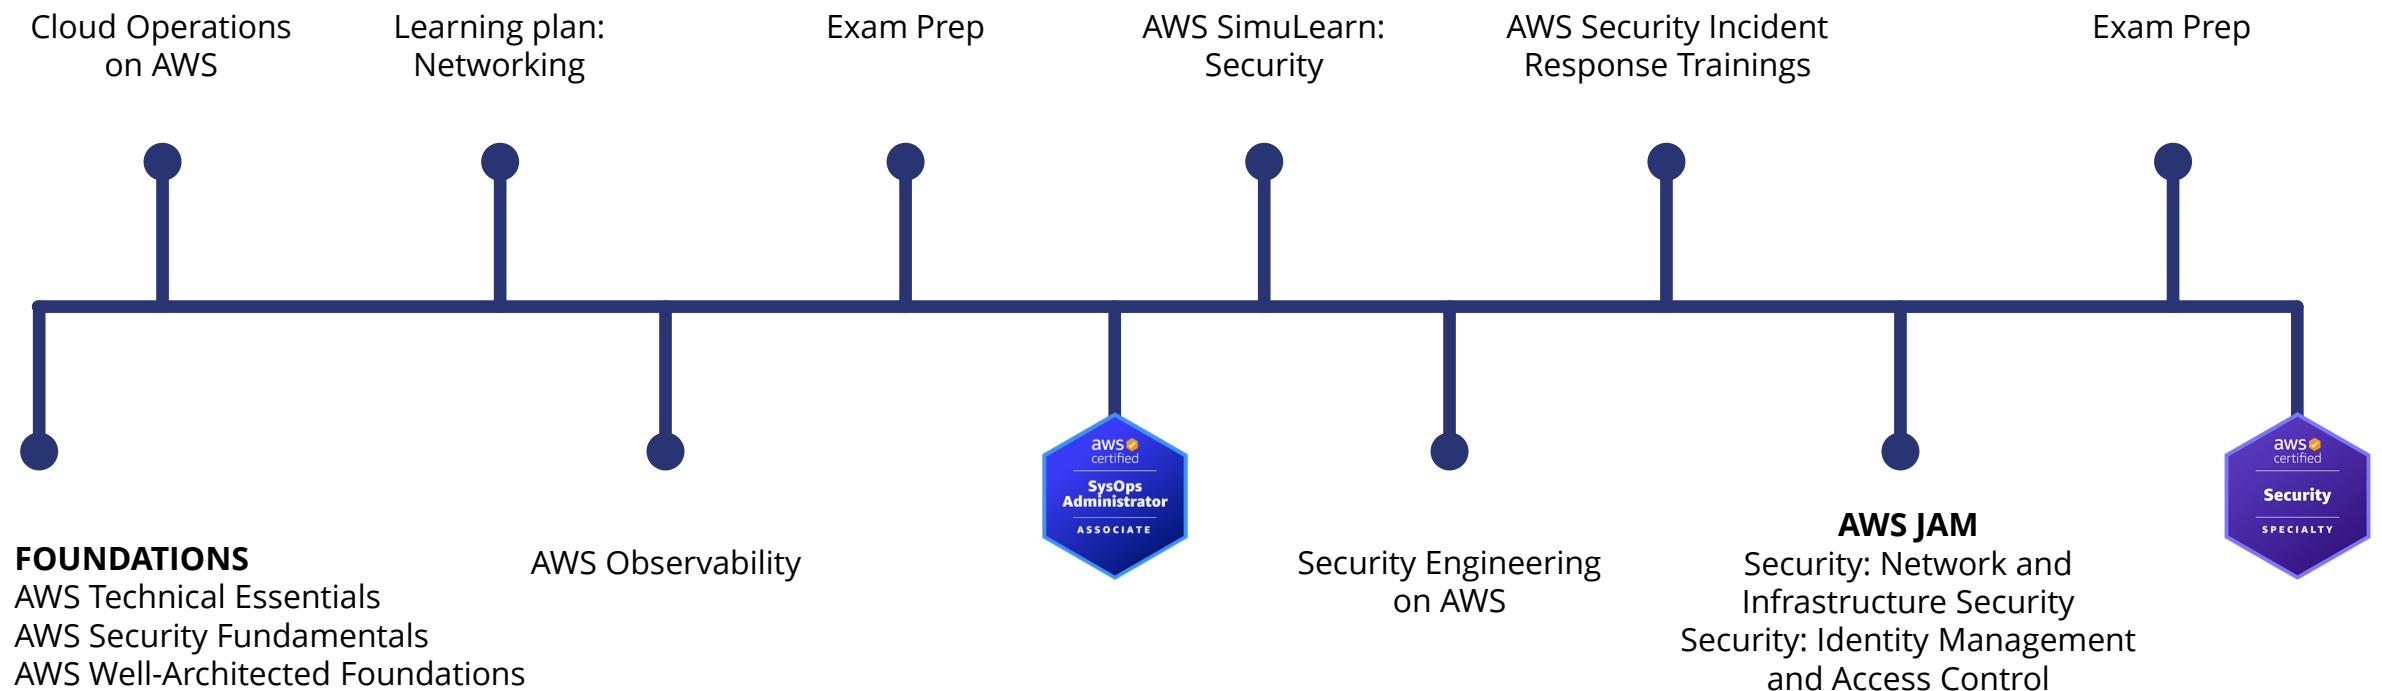 Cloud Operations
on AWS
Learning plan:
Networking
Exam Prep
AWS SimuLearn:
Security
AWS Security Incident
Response Trainings
Exam Prep
FOUNDATIONS
AWS Technical Essentials
AWS Security Fundamentals
AWS Well-Architected Foundations
AWS Observability
aws
certified
SysOps
Administrator
ASSOCIATE
Security Engineering
on AWS
AWS JAM
Security: Network and
Infrastructure Security
Security: Identity Management
and Access Control
aws
certified
Security
SPECIALTY